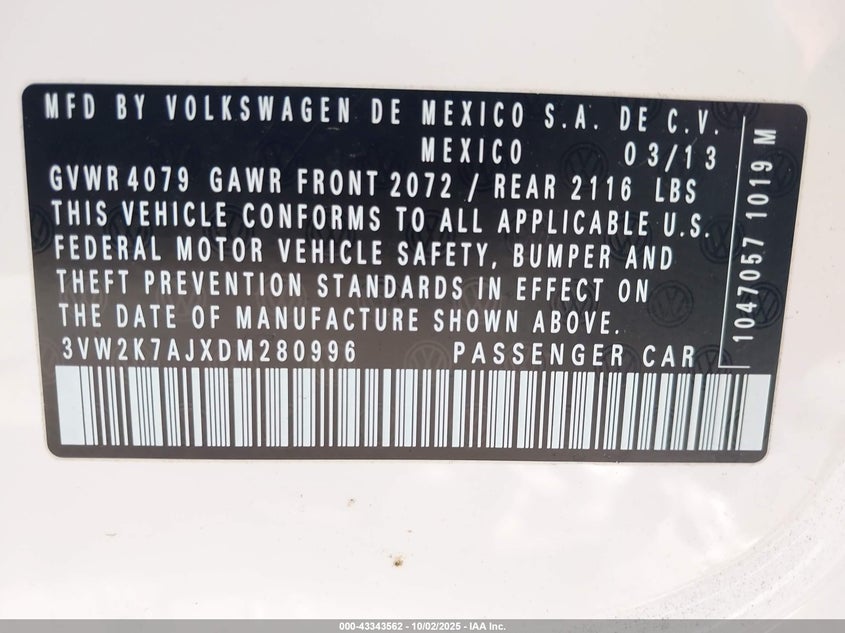 MFD BY VOLKSWAGEN DE MEXICO S.A. DE C.V.
MEXICO 03/13
GVWR 4079 GAWR FRONT 2072 / REAR 2116 LBS
THIS VEHICLE CONFORMS TO ALL APPLICABLE U.S.
FEDERAL MOTOR VEHICLE SAFETY, BUMPER AND
THEFT PREVENTION STANDARDS IN EFFECT ON
THE DATE OF MANUFACTURE SHOWN ABOVE.
3VW2K7AJXDM280996 PASSENGER CAR
1047057 1019 M
000-43343562 - 10/02/2025 - IAA Inc.